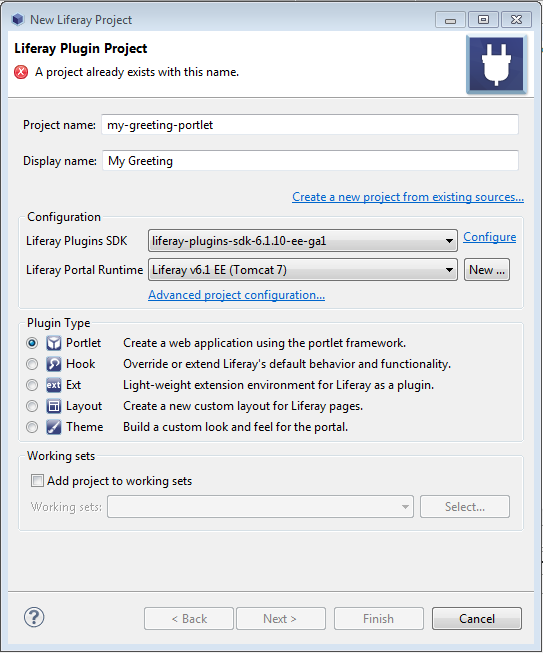 New Liferay Project
Liferay Plugin Project
A project already exists with this name.
Project name: my-greeting-portlet
Display name: My Greeting
Create a new project from existing sources...
Configuration
Liferay Plugins SDK liferay-plugins-sdk-6.1.10-ee-ga1 Configure
Liferay Portal Runtime Liferay v6.1 EE (Tomcat 7) New ...
Advanced project configuration...
Plugin Type
Portlet Create a web application using the portlet framework.
Hook Override or extend Liferay's default behavior and functionality.
ext Ext Light-weight extension environment for Liferay as a plugin.
Layout Create a new custom layout for Liferay pages.
Theme Build a custom look and feel for the portal.
Working sets
Add project to working sets
Working sets: Select...
? < Back Next > Finish Cancel